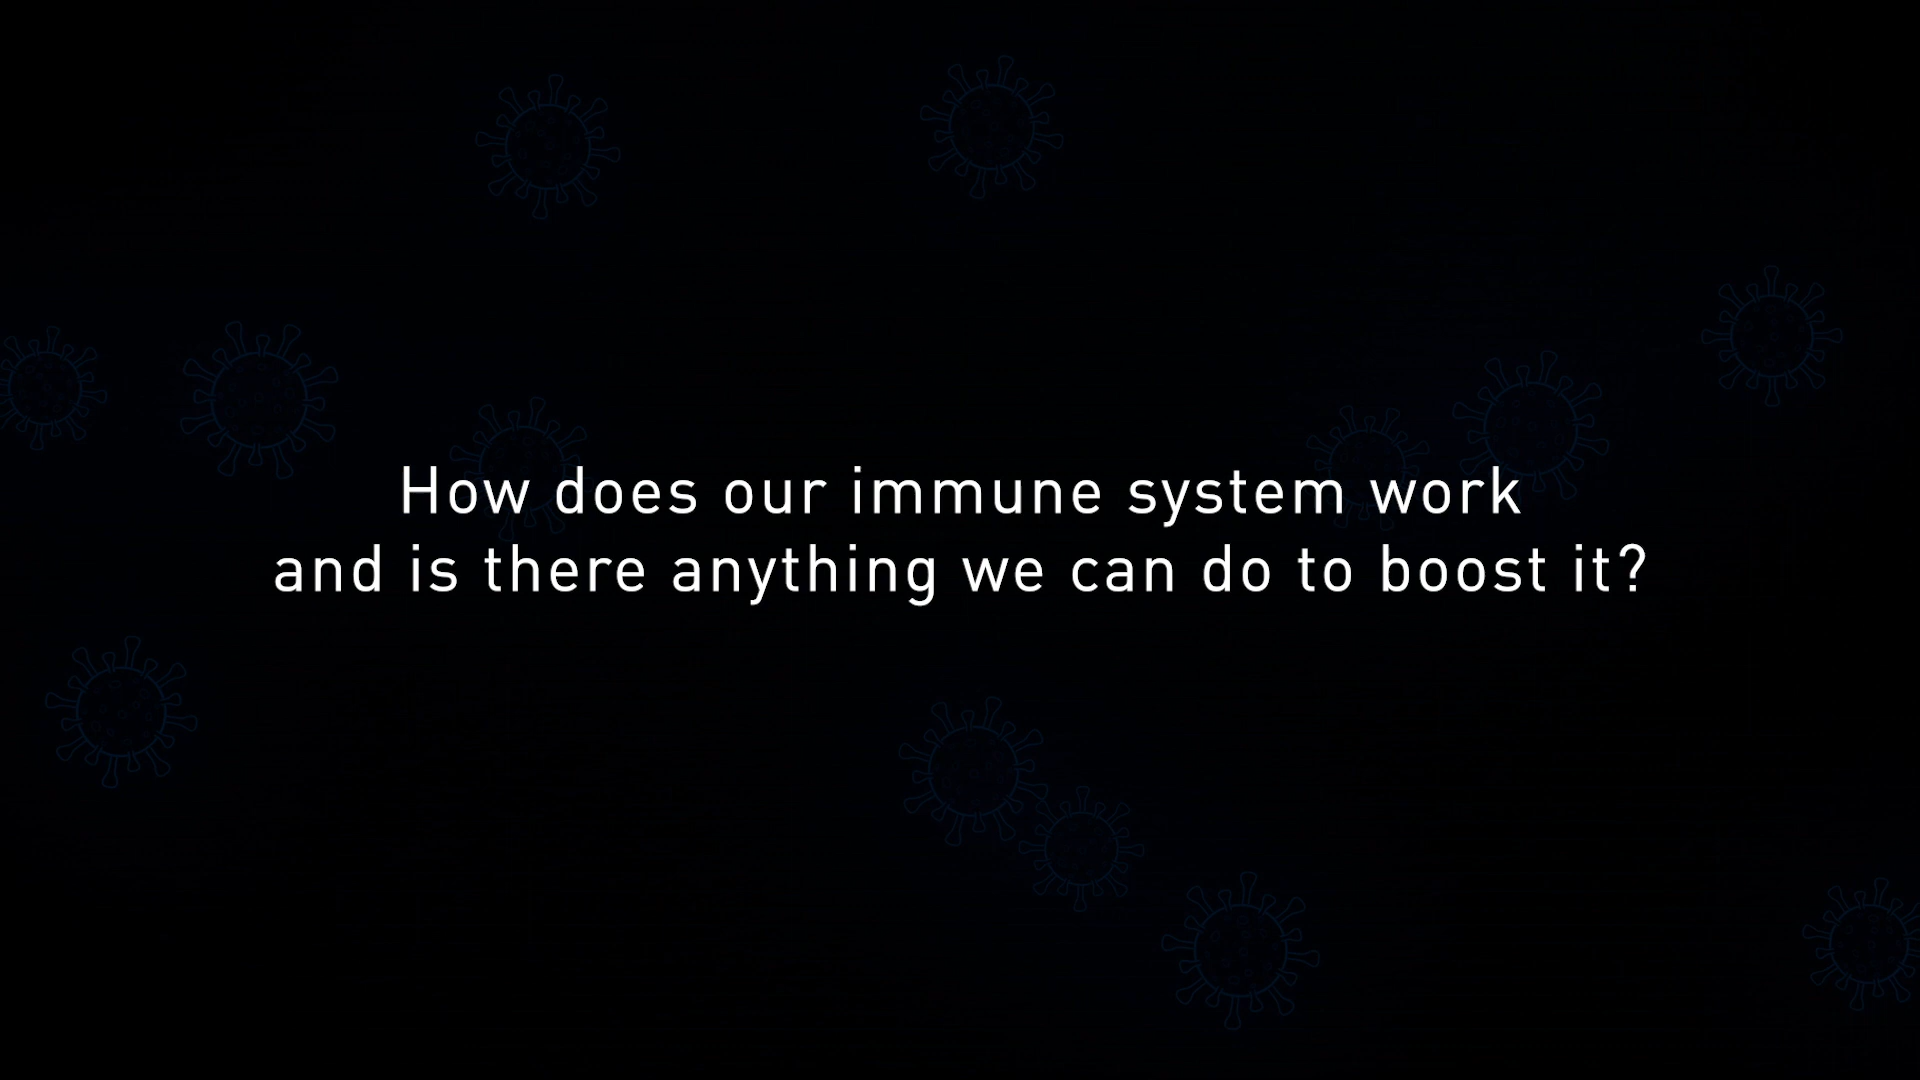 How does our immune system work
and is there anything we can do to boost it?